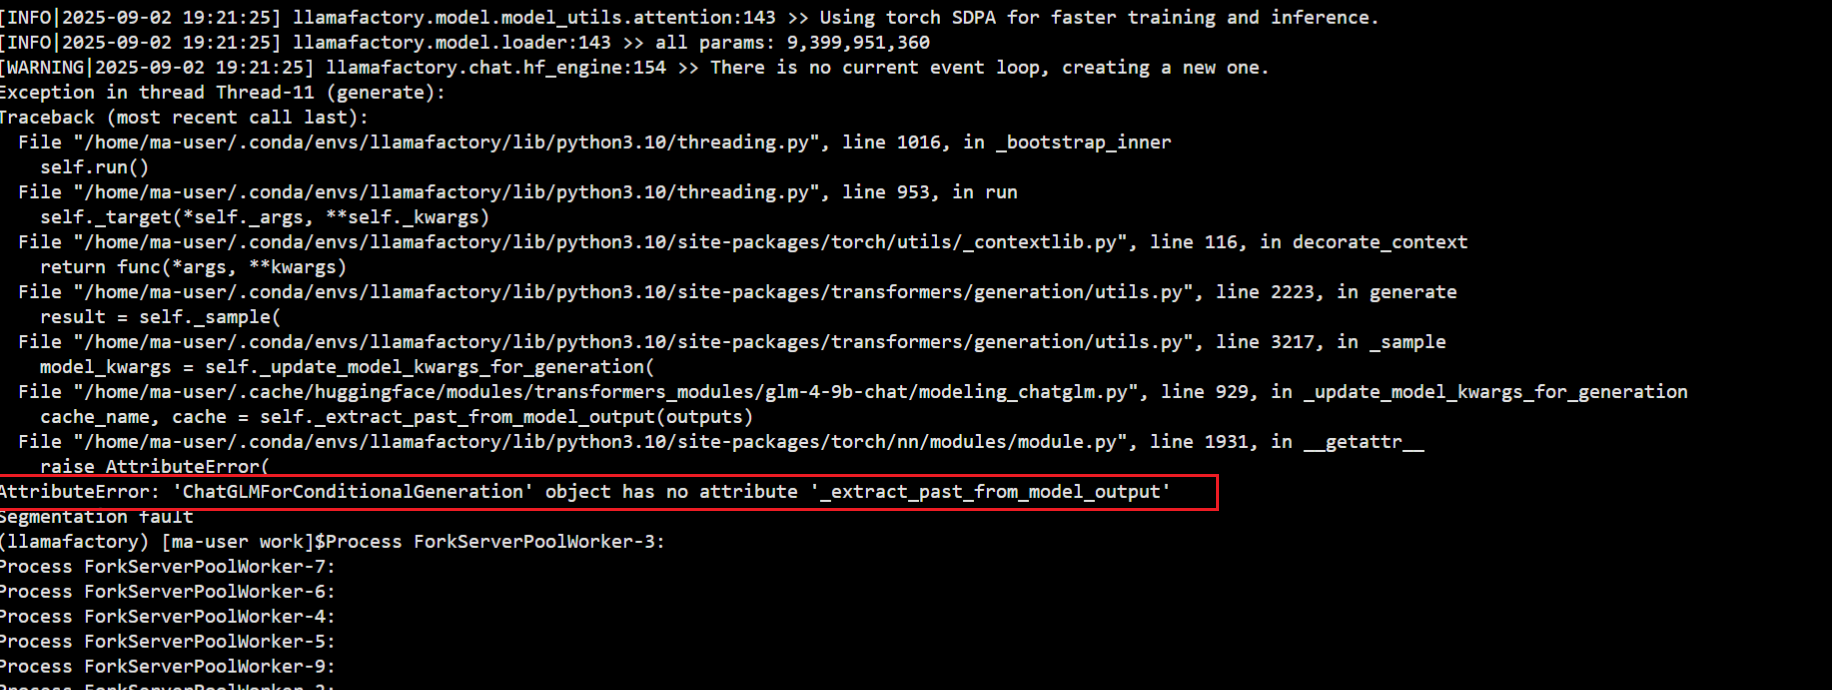 [INFO|2025-09-02 19:21:25] llamafactory.model.model_utils.attention:143 >> Using torch SDPA for faster training and inference.
[INFO|2025-09-02 19:21:25] llamafactory.model.loader:143 >> all params: 9,399,951,360
[WARNING|2025-09-02 19:21:25] llamafactory.chat.hf_engine:154 >> There is no current event loop, creating a new one.
Exception in thread Thread-11 (generate):
Traceback (most recent call last):
  File "/home/ma-user/.conda/envs/llamafactory/lib/python3.10/threading.py", line 1016, in _bootstrap_inner
    self.run()
  File "/home/ma-user/.conda/envs/llamafactory/lib/python3.10/threading.py", line 953, in run
    self._target(*self._args, **self._kwargs)
  File "/home/ma-user/.conda/envs/llamafactory/lib/python3.10/site-packages/torch/utils/_contextlib.py", line 116, in decorate_context
    return func(*args, **kwargs)
  File "/home/ma-user/.conda/envs/llamafactory/lib/python3.10/site-packages/transformers/generation/utils.py", line 2223, in generate
    result = self._sample(
  File "/home/ma-user/.conda/envs/llamafactory/lib/python3.10/site-packages/transformers/generation/utils.py", line 3217, in _sample
    model_kwargs = self._update_model_kwargs_for_generation(
  File "/home/ma-user/.cache/huggingface/modules/transformers_modules/glm-4-9b-chat/modeling_chatglm.py", line 929, in _update_model_kwargs_for_generation
    cache_name, cache = self._extract_past_from_model_output(outputs)
  File "/home/ma-user/.conda/envs/llamafactory/lib/python3.10/site-packages/torch/nn/modules/module.py", line 1931, in __getattr__
    raise AttributeError(
AttributeError: 'ChatGLMForConditionalGeneration' object has no attribute '_extract_past_from_model_output'
Segmentation fault
(llamafactory) [ma-user work]$Process ForkServerPoolWorker-3:
Process ForkServerPoolWorker-7:
Process ForkServerPoolWorker-6:
Process ForkServerPoolWorker-4:
Process ForkServerPoolWorker-5:
Process ForkServerPoolWorker-9:
Process ForkServerPoolWorker-2: